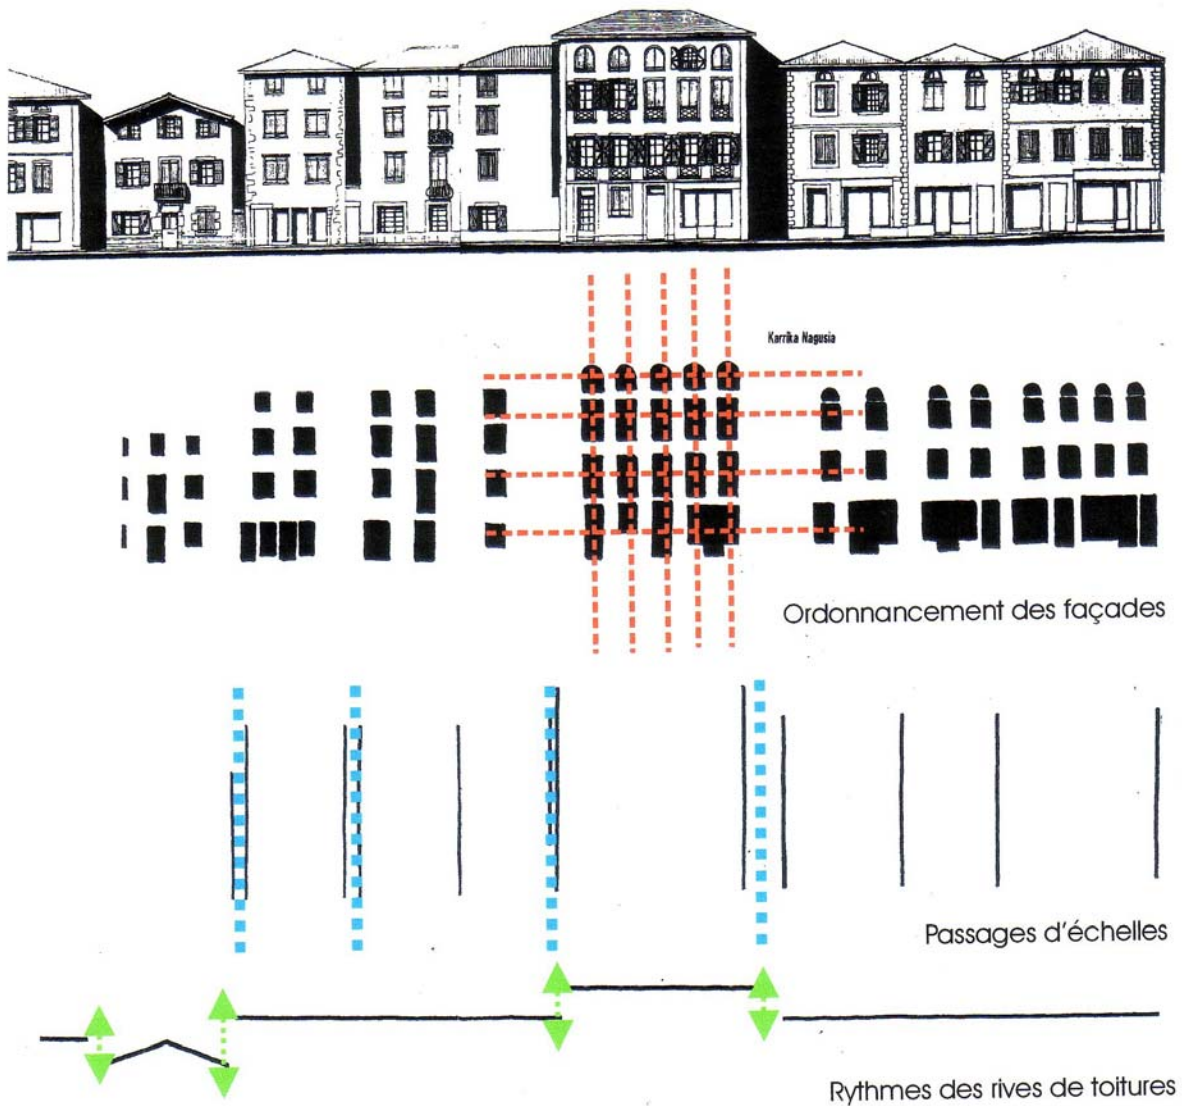 Karrika Nagusia
Ordonnancement des façades
Passages d'échelles
Rythmes des rives de toitures